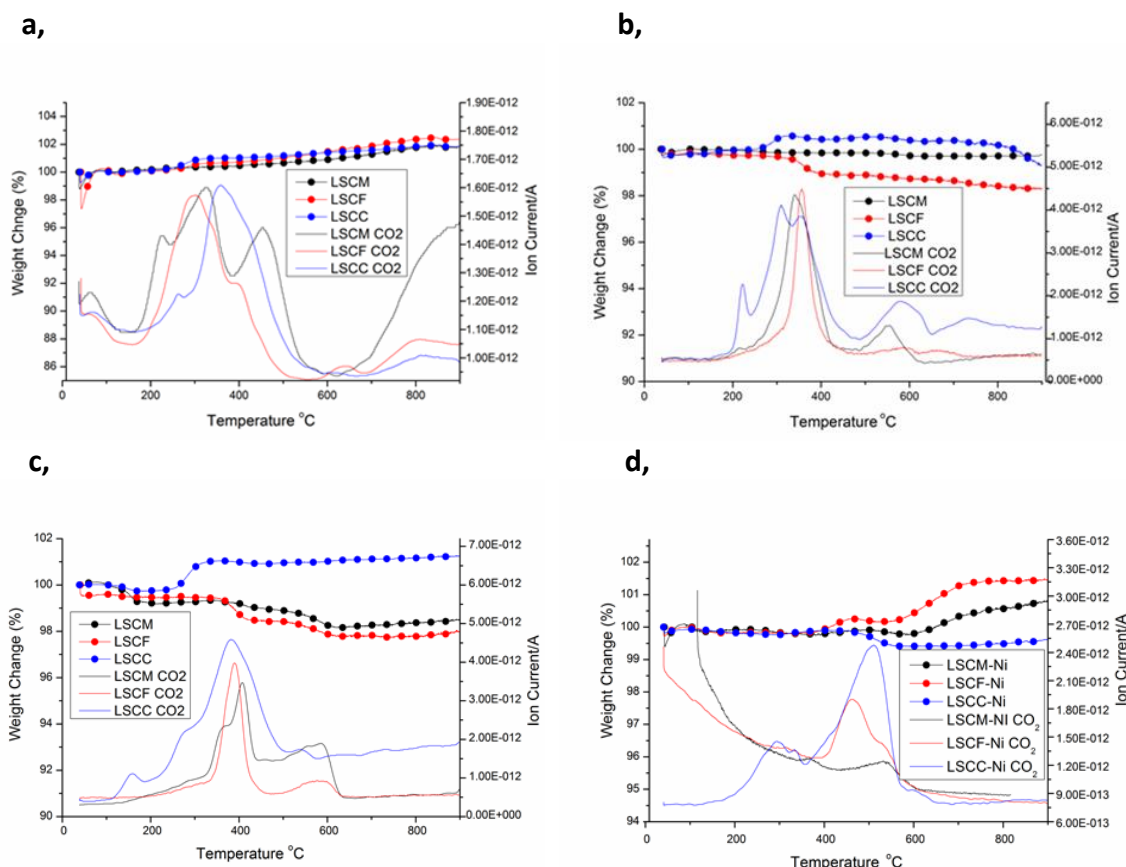 a,
Weight Chnge (%)
104
102
100
98
96
94
92
90
88
86
0
200
400
600
800
Temperature °C
1.90E-012
1.80E-012
1.70E-012
1.60E-012
1.50E-012
1.40E-012
1.30E-012
1.20E-012
1.10E-012
1.00E-012
Ion Current/A
LSCM
LSCF
LSCC
LSCM CO2
LSCF CO2
LSCC CO2
b,
Weight Change (%)
102
100
98
96
94
92
90
0
200
400
600
800
Temperature °C
6.00E-012
5.00E-012
4.00E-012
3.00E-012
2.00E-012
1.00E-012
0.00E+000
Ion Current/A
LSCM
LSCF
LSCC
LSCM CO2
LSCF CO2
LSCC CO2
c,
Weight Change (%)
102
100
98
96
94
92
90
0
200
400
600
800
Temperature °C
7.00E-012
6.00E-012
5.00E-012
4.00E-012
3.00E-012
2.00E-012
1.00E-012
0.00E+000
Ion Current/A
LSCM
LSCF
LSCC
LSCM CO2
LSCF CO2
LSCC CO2
d,
Weight Change (%)
102
101
100
99
98
97
96
95
94
0
200
400
600
800
Temperature °C
3.60E-012
3.30E-012
3.00E-012
2.70E-012
2.40E-012
2.10E-012
1.80E-012
1.50E-012
1.20E-012
9.00E-013
6.00E-013
Ion Current/A
LSCM-Ni
LSCF-Ni
LSCC-Ni
LSCM-NI CO₂
LSCF-Ni CO₂
LSCC-Ni CO₂